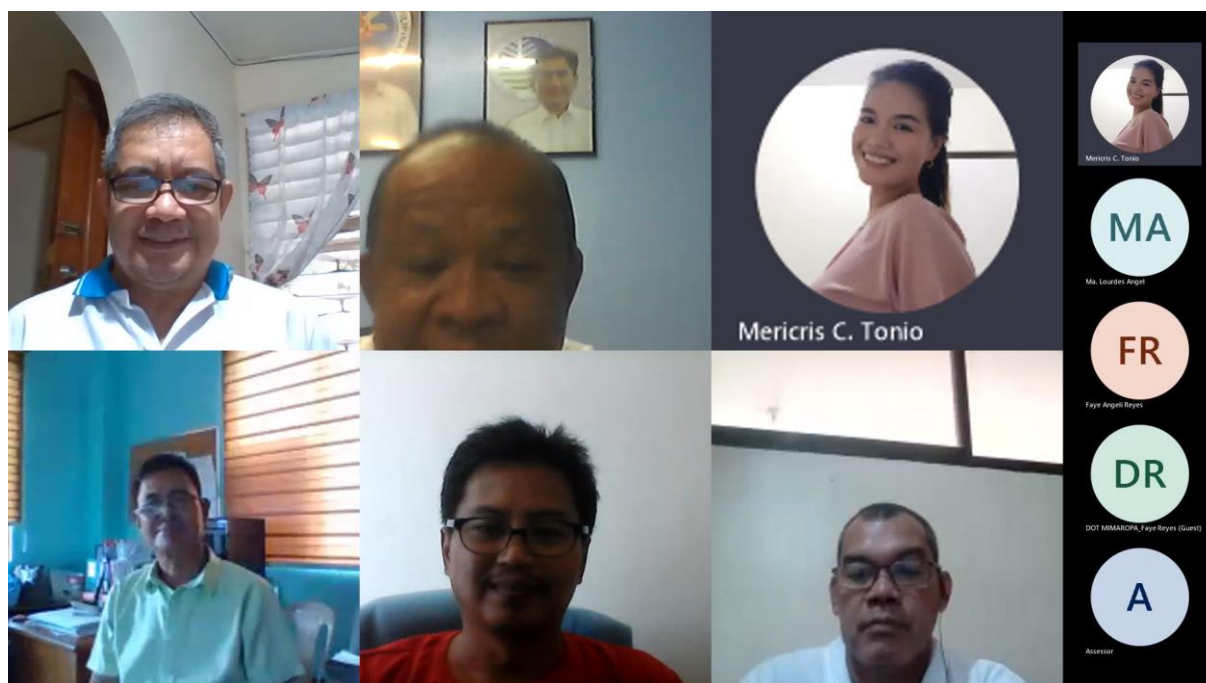 Mericris C. Tonio
Mericris C. Tonio
MA
Ma. Lourdes Angel
FR
Faye Angeli Reyes
DR
DOT MIMAROPA_Faye Reyes (Guest)
A
Assessor